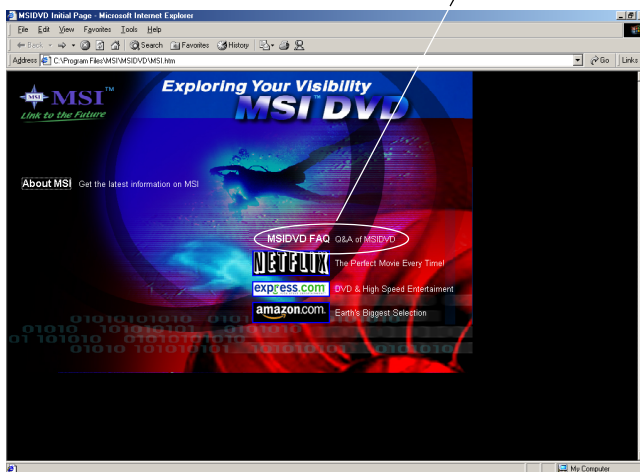 MSIDVD Initial Page - Microsoft Internet Explorer
File Edit View Favorites Tools Help
Back Search Favorites History
Address C:\Program Files\MSI\MSIDVD\MSI.htm Go Links
MSI™
Link to the Future
Exploring Your Visibility
MSI™ DVD
About MSI Get the latest information on MSI
MSIDVD FAQ Q&A of MSIDVD
NETFLIX The Perfect Movie Every Time!
express.com DVD & High Speed Entertaiment
amazon.com. Earth's Biggest Selection
My Computer